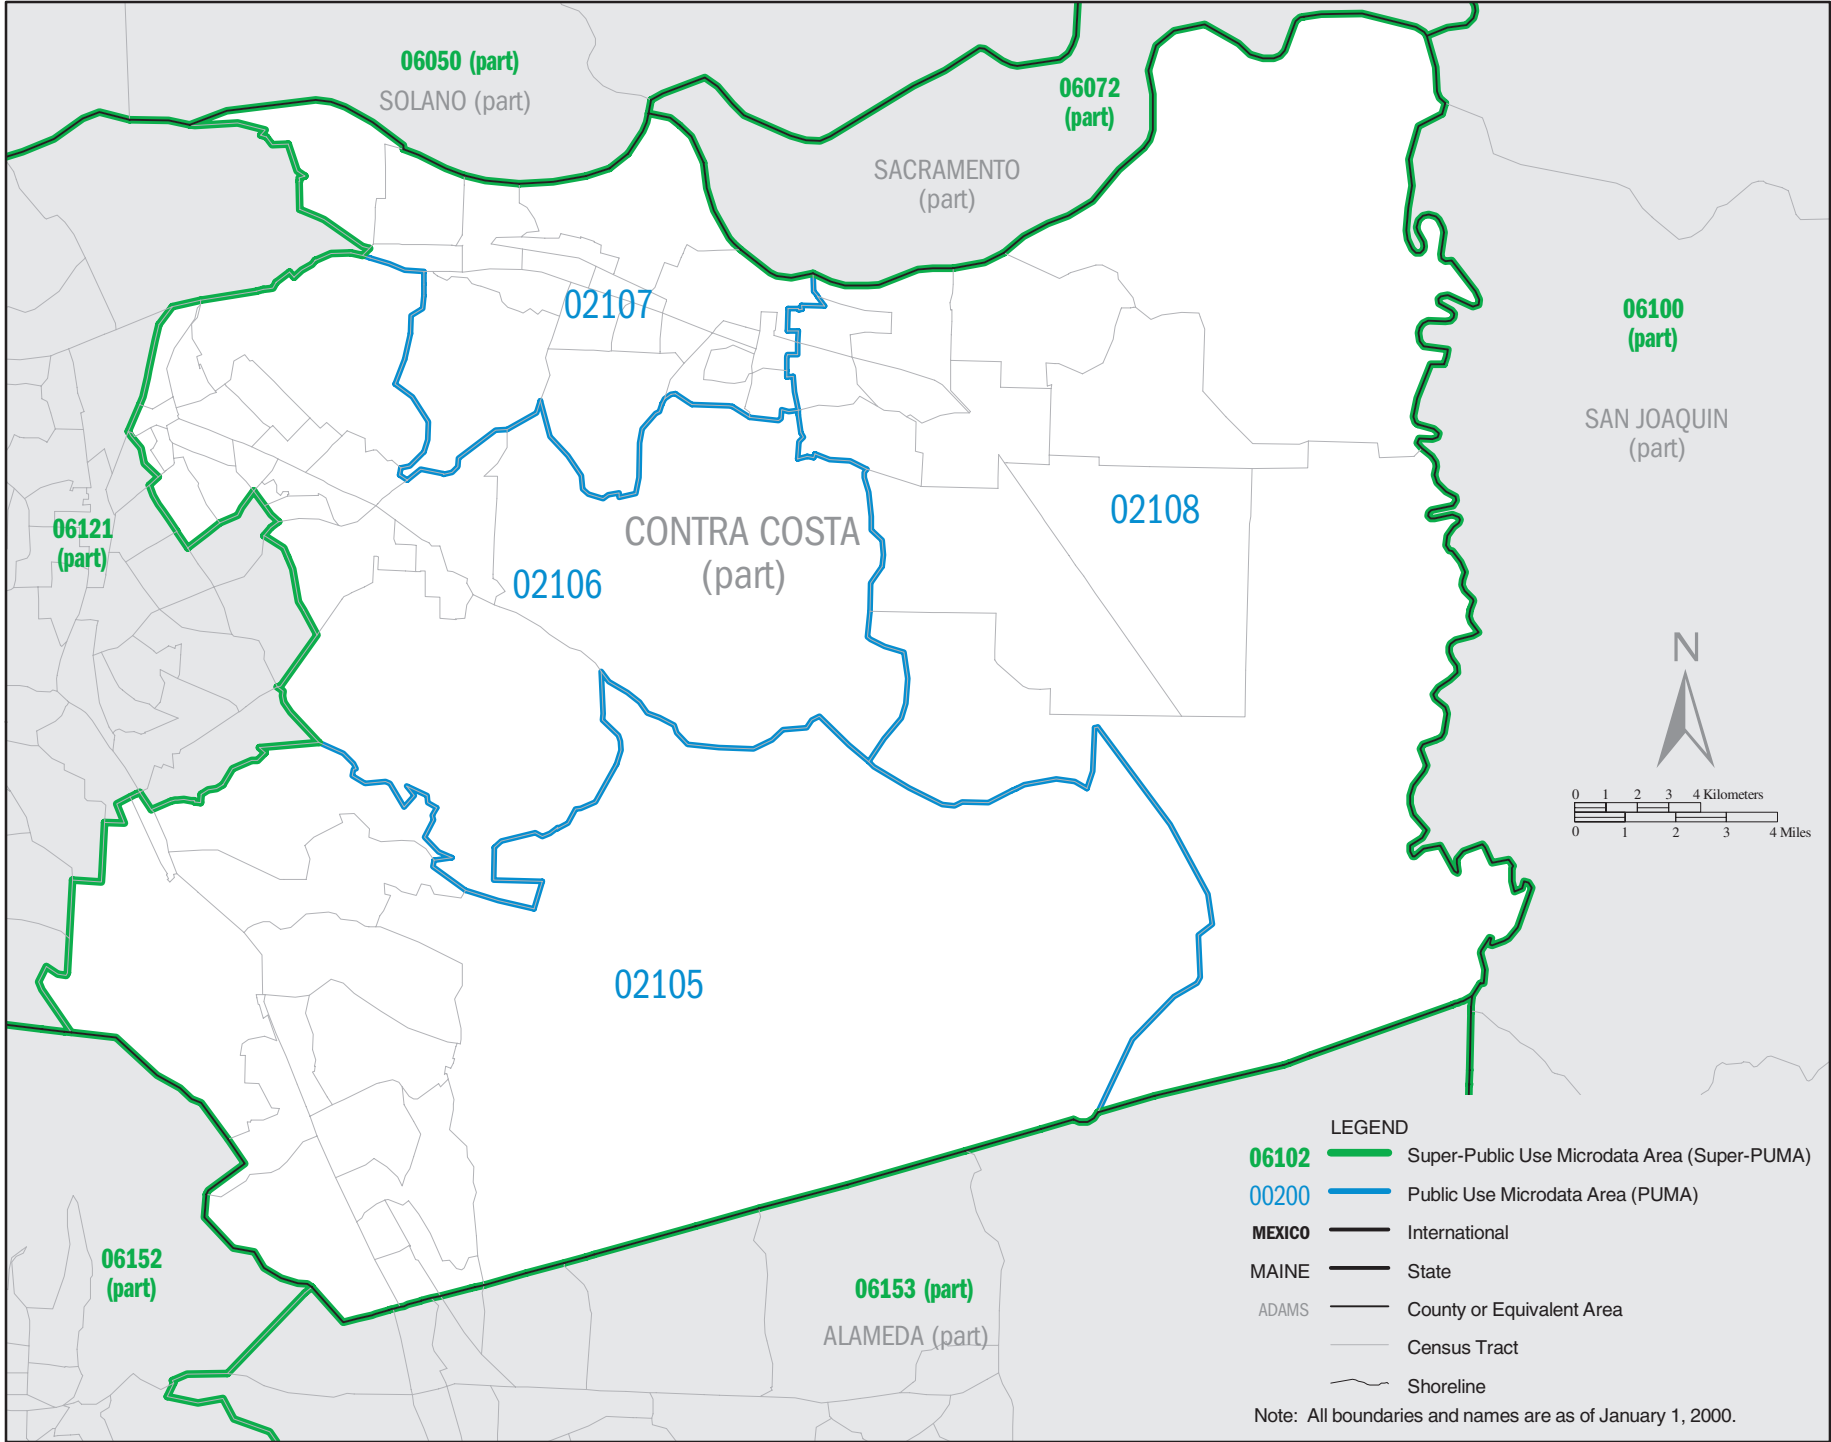 06050 (part)
SOLANO (part)
06072
(part)
SACRAMENTO
(part)
02107
06100
(part)
SAN JOAQUIN
(part)
02108
06121
(part)
CONTRA COSTA
(part)
02106
N
0 1 2 3 4 Kilometers
0 1 2 3 4 Miles
02105
06152
(part)
06153 (part)
ALAMEDA (part)
LEGEND
06102 Super-Public Use Microdata Area (Super-PUMA)
00200 Public Use Microdata Area (PUMA)
MEXICO International
MAINE State
ADAMS County or Equivalent Area
Census Tract
Shoreline
Note: All boundaries and names are as of January 1, 2000.